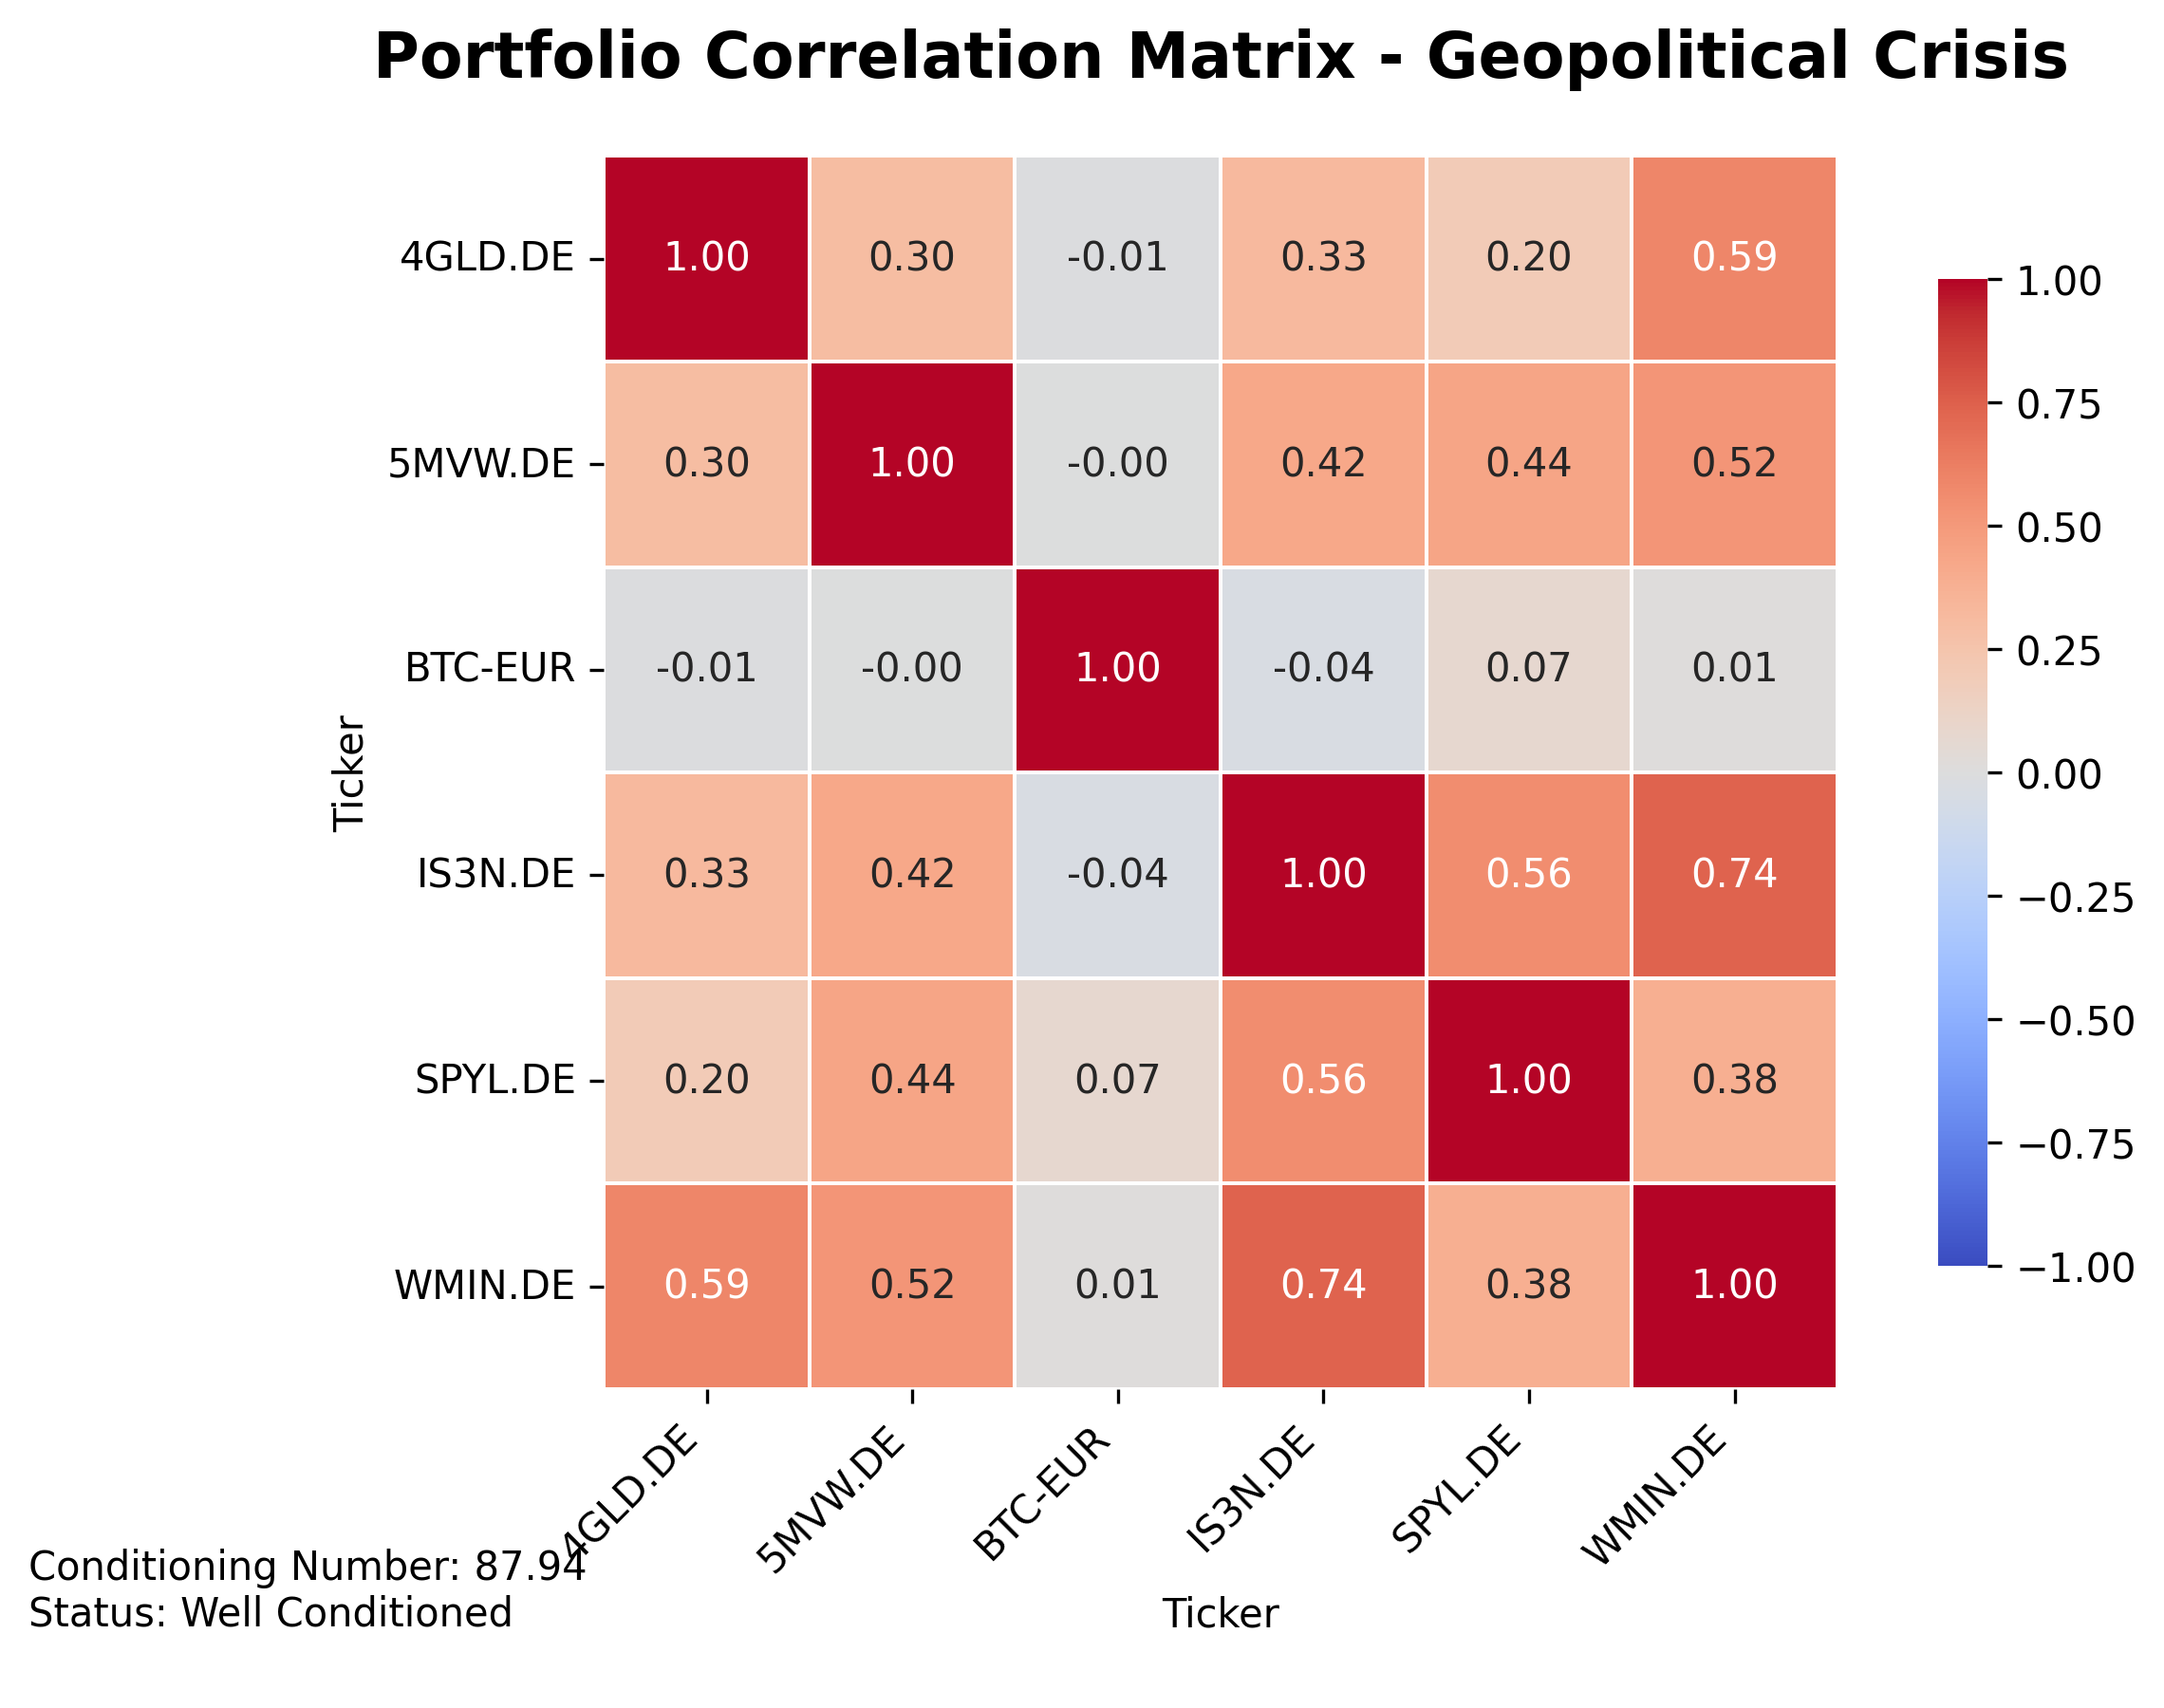 Portfolio Correlation Matrix - Geopolitical Crisis
4GLD.DE 1.00 0.30 -0.01 0.33 0.20 0.59
5MVW.DE 0.30 1.00 -0.00 0.42 0.44 0.52
BTC-EUR -0.01 -0.00 1.00 -0.04 0.07 0.01
IS3N.DE 0.33 0.42 -0.04 1.00 0.56 0.74
SPYL.DE 0.20 0.44 0.07 0.56 1.00 0.38
WMIN.DE 0.59 0.52 0.01 0.74 0.38 1.00
Ticker
4GLD.DE 5MVW.DE BTC-EUR IS3N.DE SPYL.DE WMIN.DE
Ticker
1.00
0.75
0.50
0.25
0.00
−0.25
−0.50
−0.75
−1.00
Conditioning Number: 87.94
Status: Well Conditioned